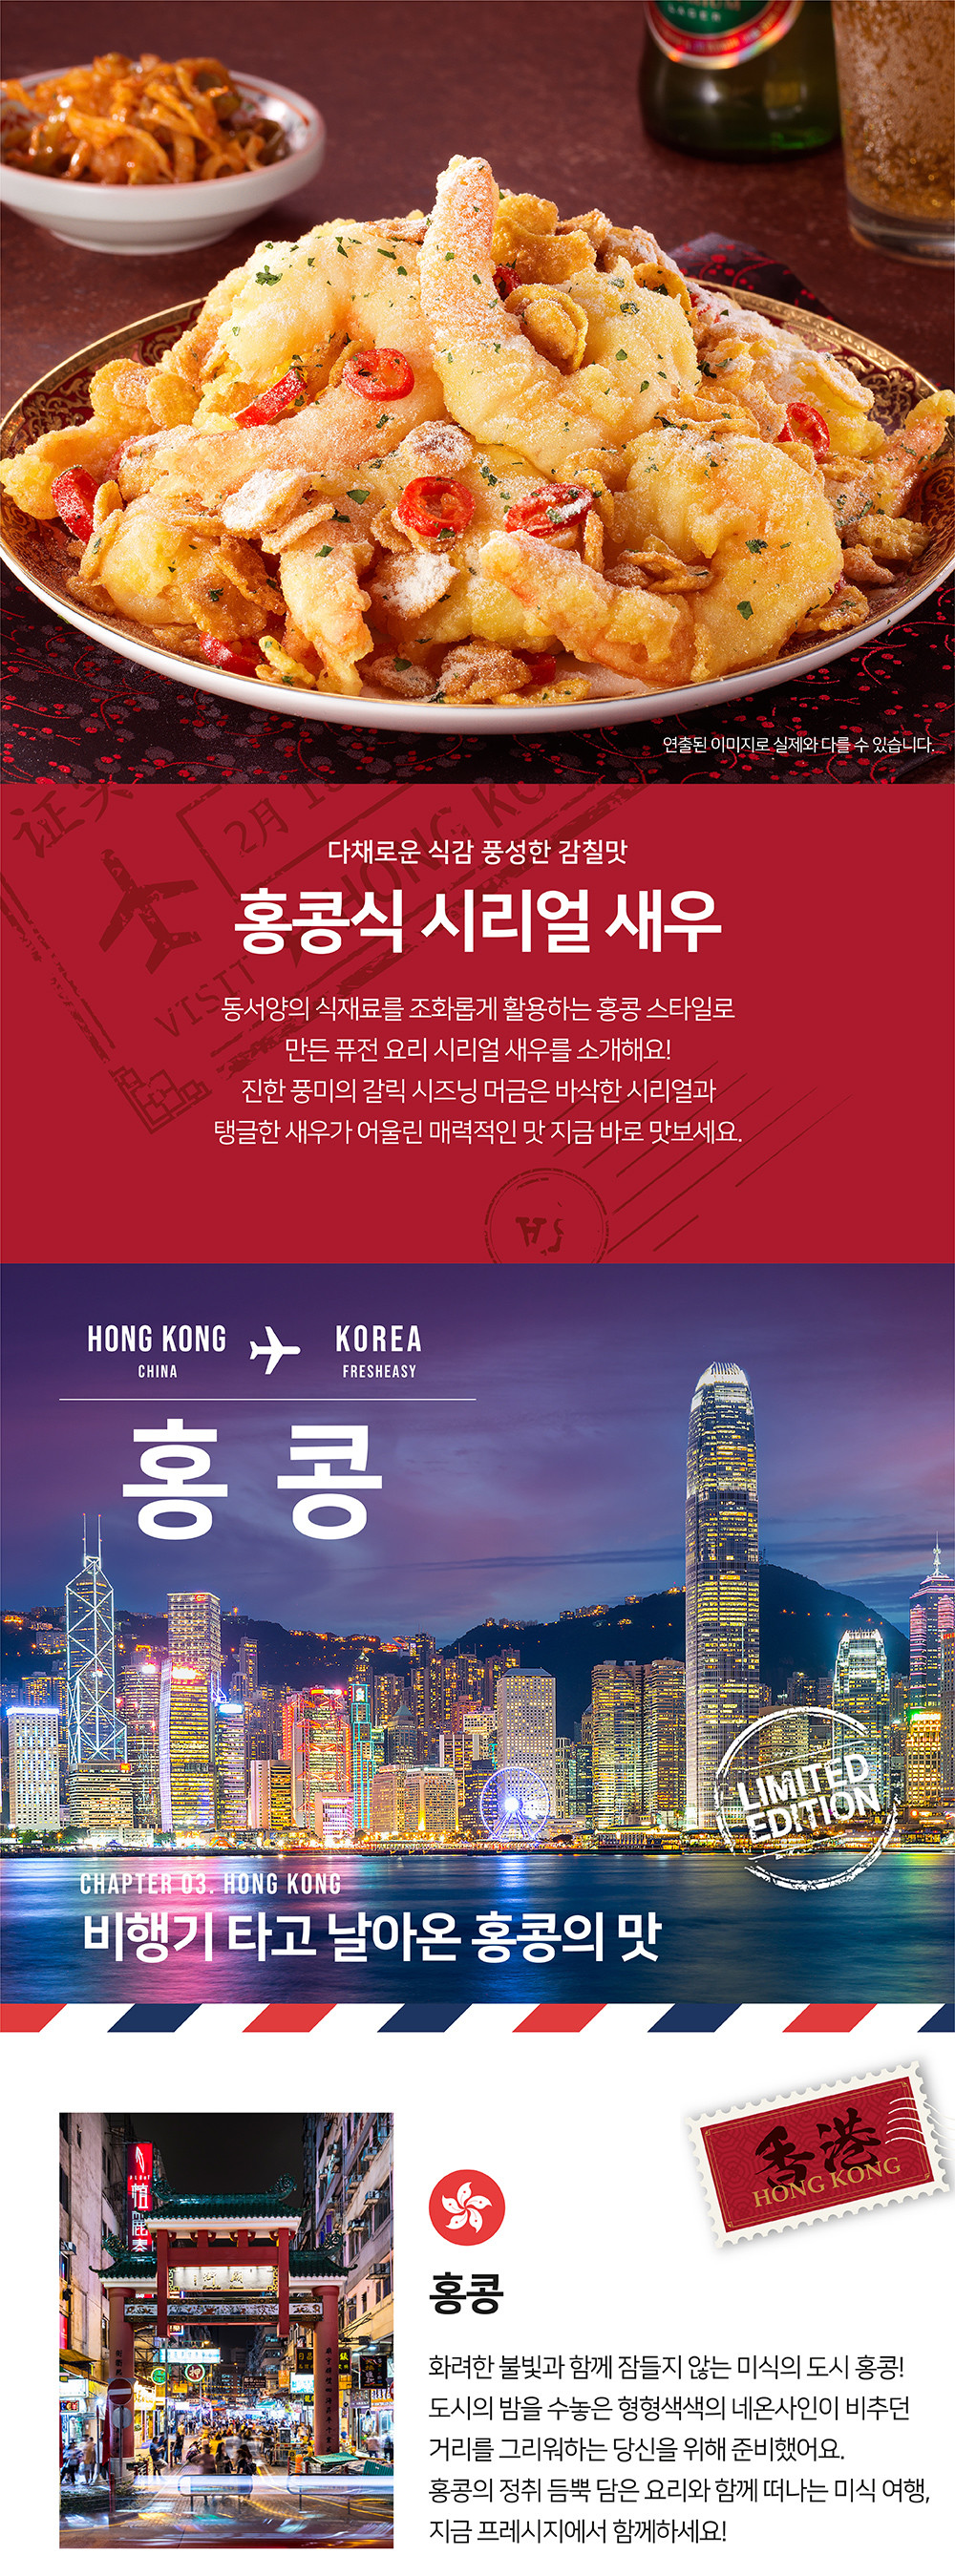 LAGER
연출된 이미지로 실제와 다를 수 있습니다.
2月
HONG KO
VISIT
다채로운 식감 풍성한 감칠맛
홍콩식 시리얼 새우
동서양의 식재료를 조화롭게 활용하는 홍콩 스타일로
만든 퓨전 요리 시리얼 새우를 소개해요!
진한 풍미의 갈릭 시즈닝 머금은 바삭한 시리얼과
탱글한 새우가 어울린 매력적인 맛 지금 바로 맛보세요.
HONG KONG
CHINA
KOREA
FRESHEASY
홍콩
LIMITED
EDITION
CHAPTER 03. HONG KONG
비행기 타고 날아온 홍콩의 맛
香港
HONG KONG
홍콩
화려한 불빛과 함께 잠들지 않는 미식의 도시 홍콩!
도시의 밤을 수놓은 형형색색의 네온사인이 비추던
거리를 그리워하는 당신을 위해 준비했어요.
홍콩의 정취 듬뿍 담은 요리와 함께 떠나는 미식 여행,
지금 프레시지에서 함께하세요!